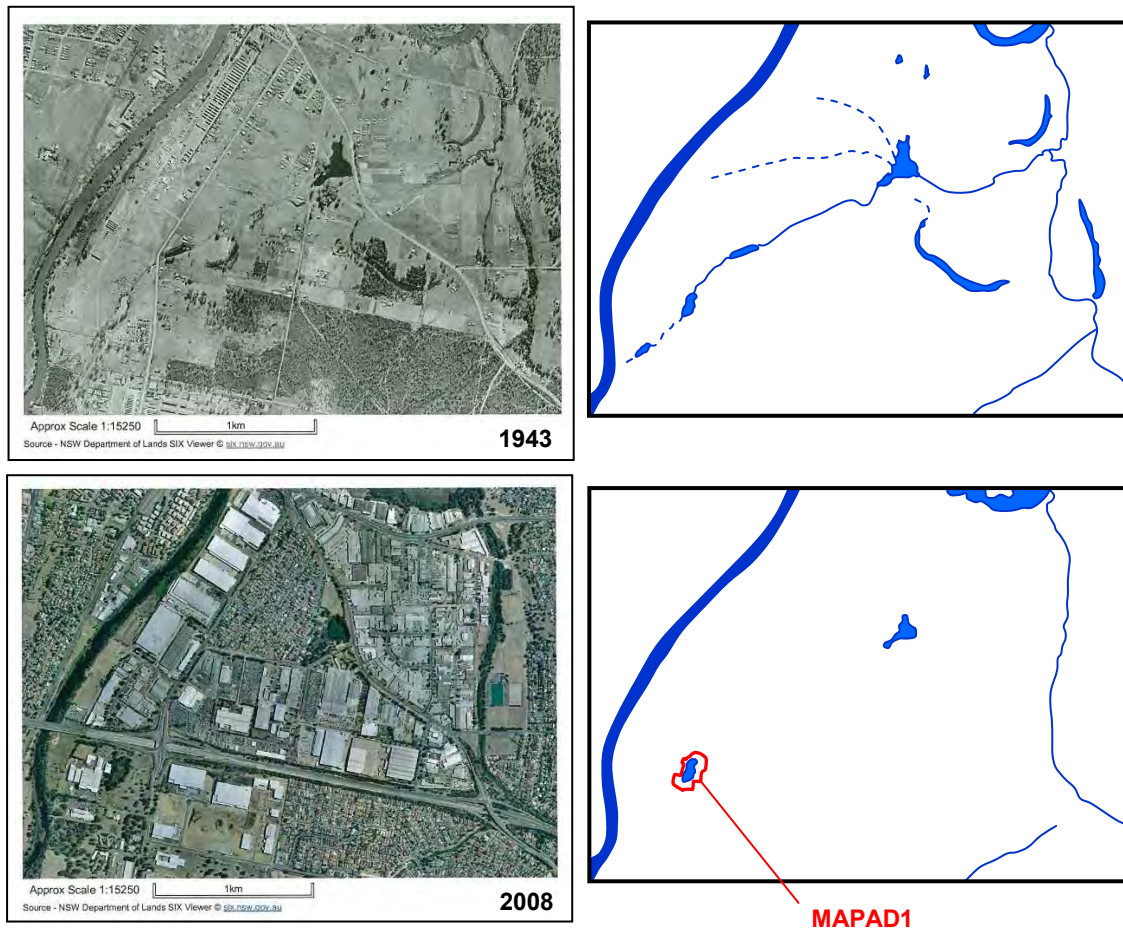 Approx Scale 1:15250
1km
Source - NSW Department of Lands SIX Viewer © six.nsw.gov.au
1943
Approx Scale 1:15250
1km
Source - NSW Department of Lands SIX Viewer © six.nsw.gov.au
2008
MAPAD1